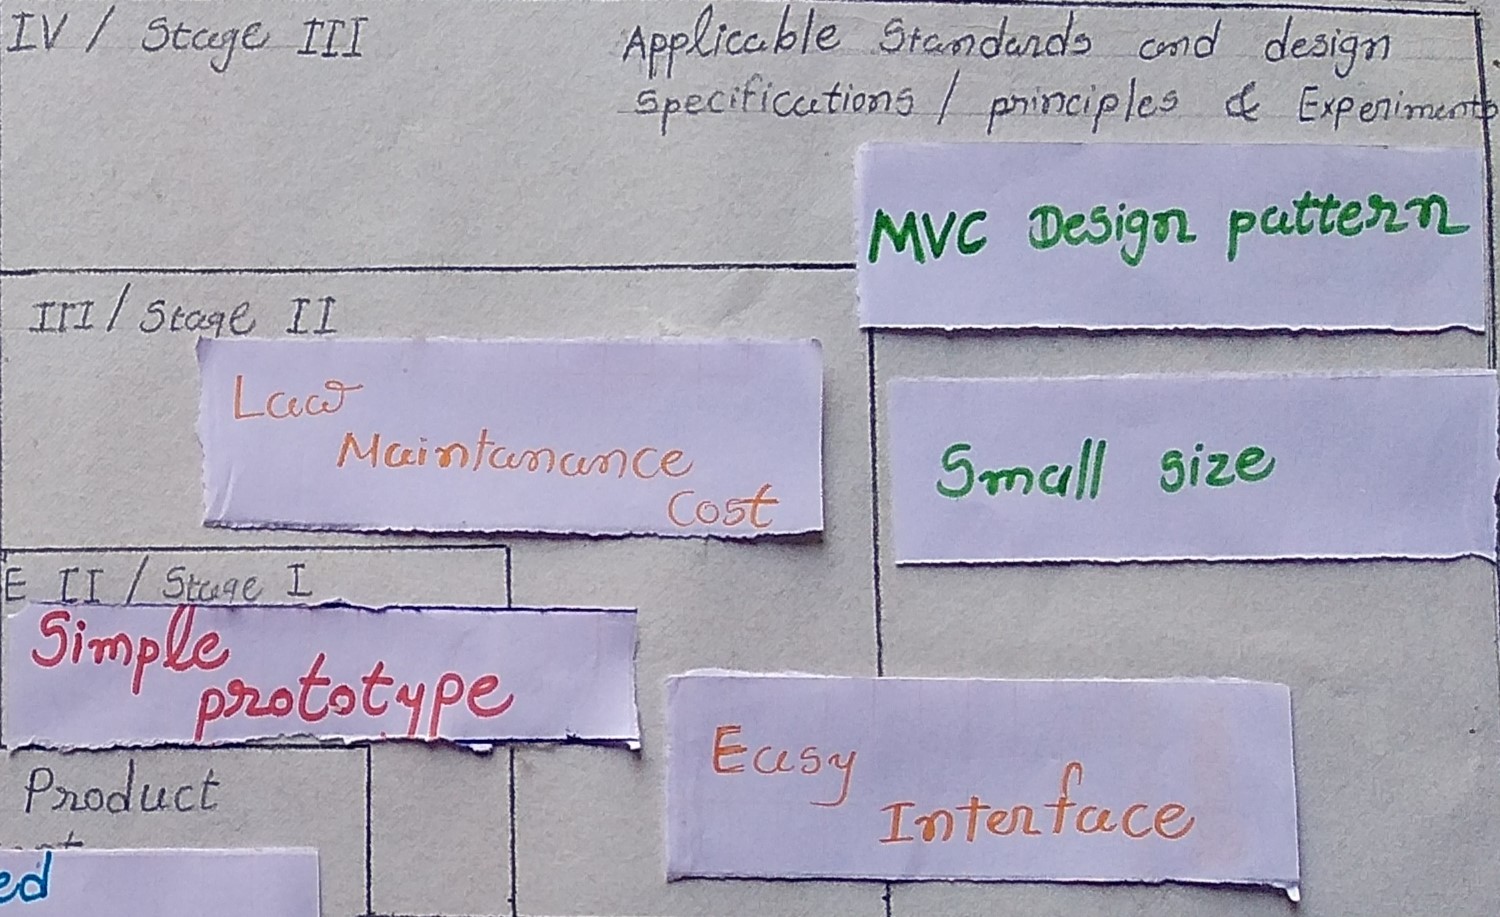 IV / Stage III
Applicable Standards and design
specifications / principles & Experiments
MVC Design pattern
III / Stage II
Low
Maintanance
Cost
Small size
E II / Stage I
Simple
prototype
Easy
Interface
Product
ed